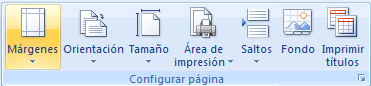 Márgenes Orientación Tamaño Área de impresión Saltos Fondo Imprimir títulos
Configurar página